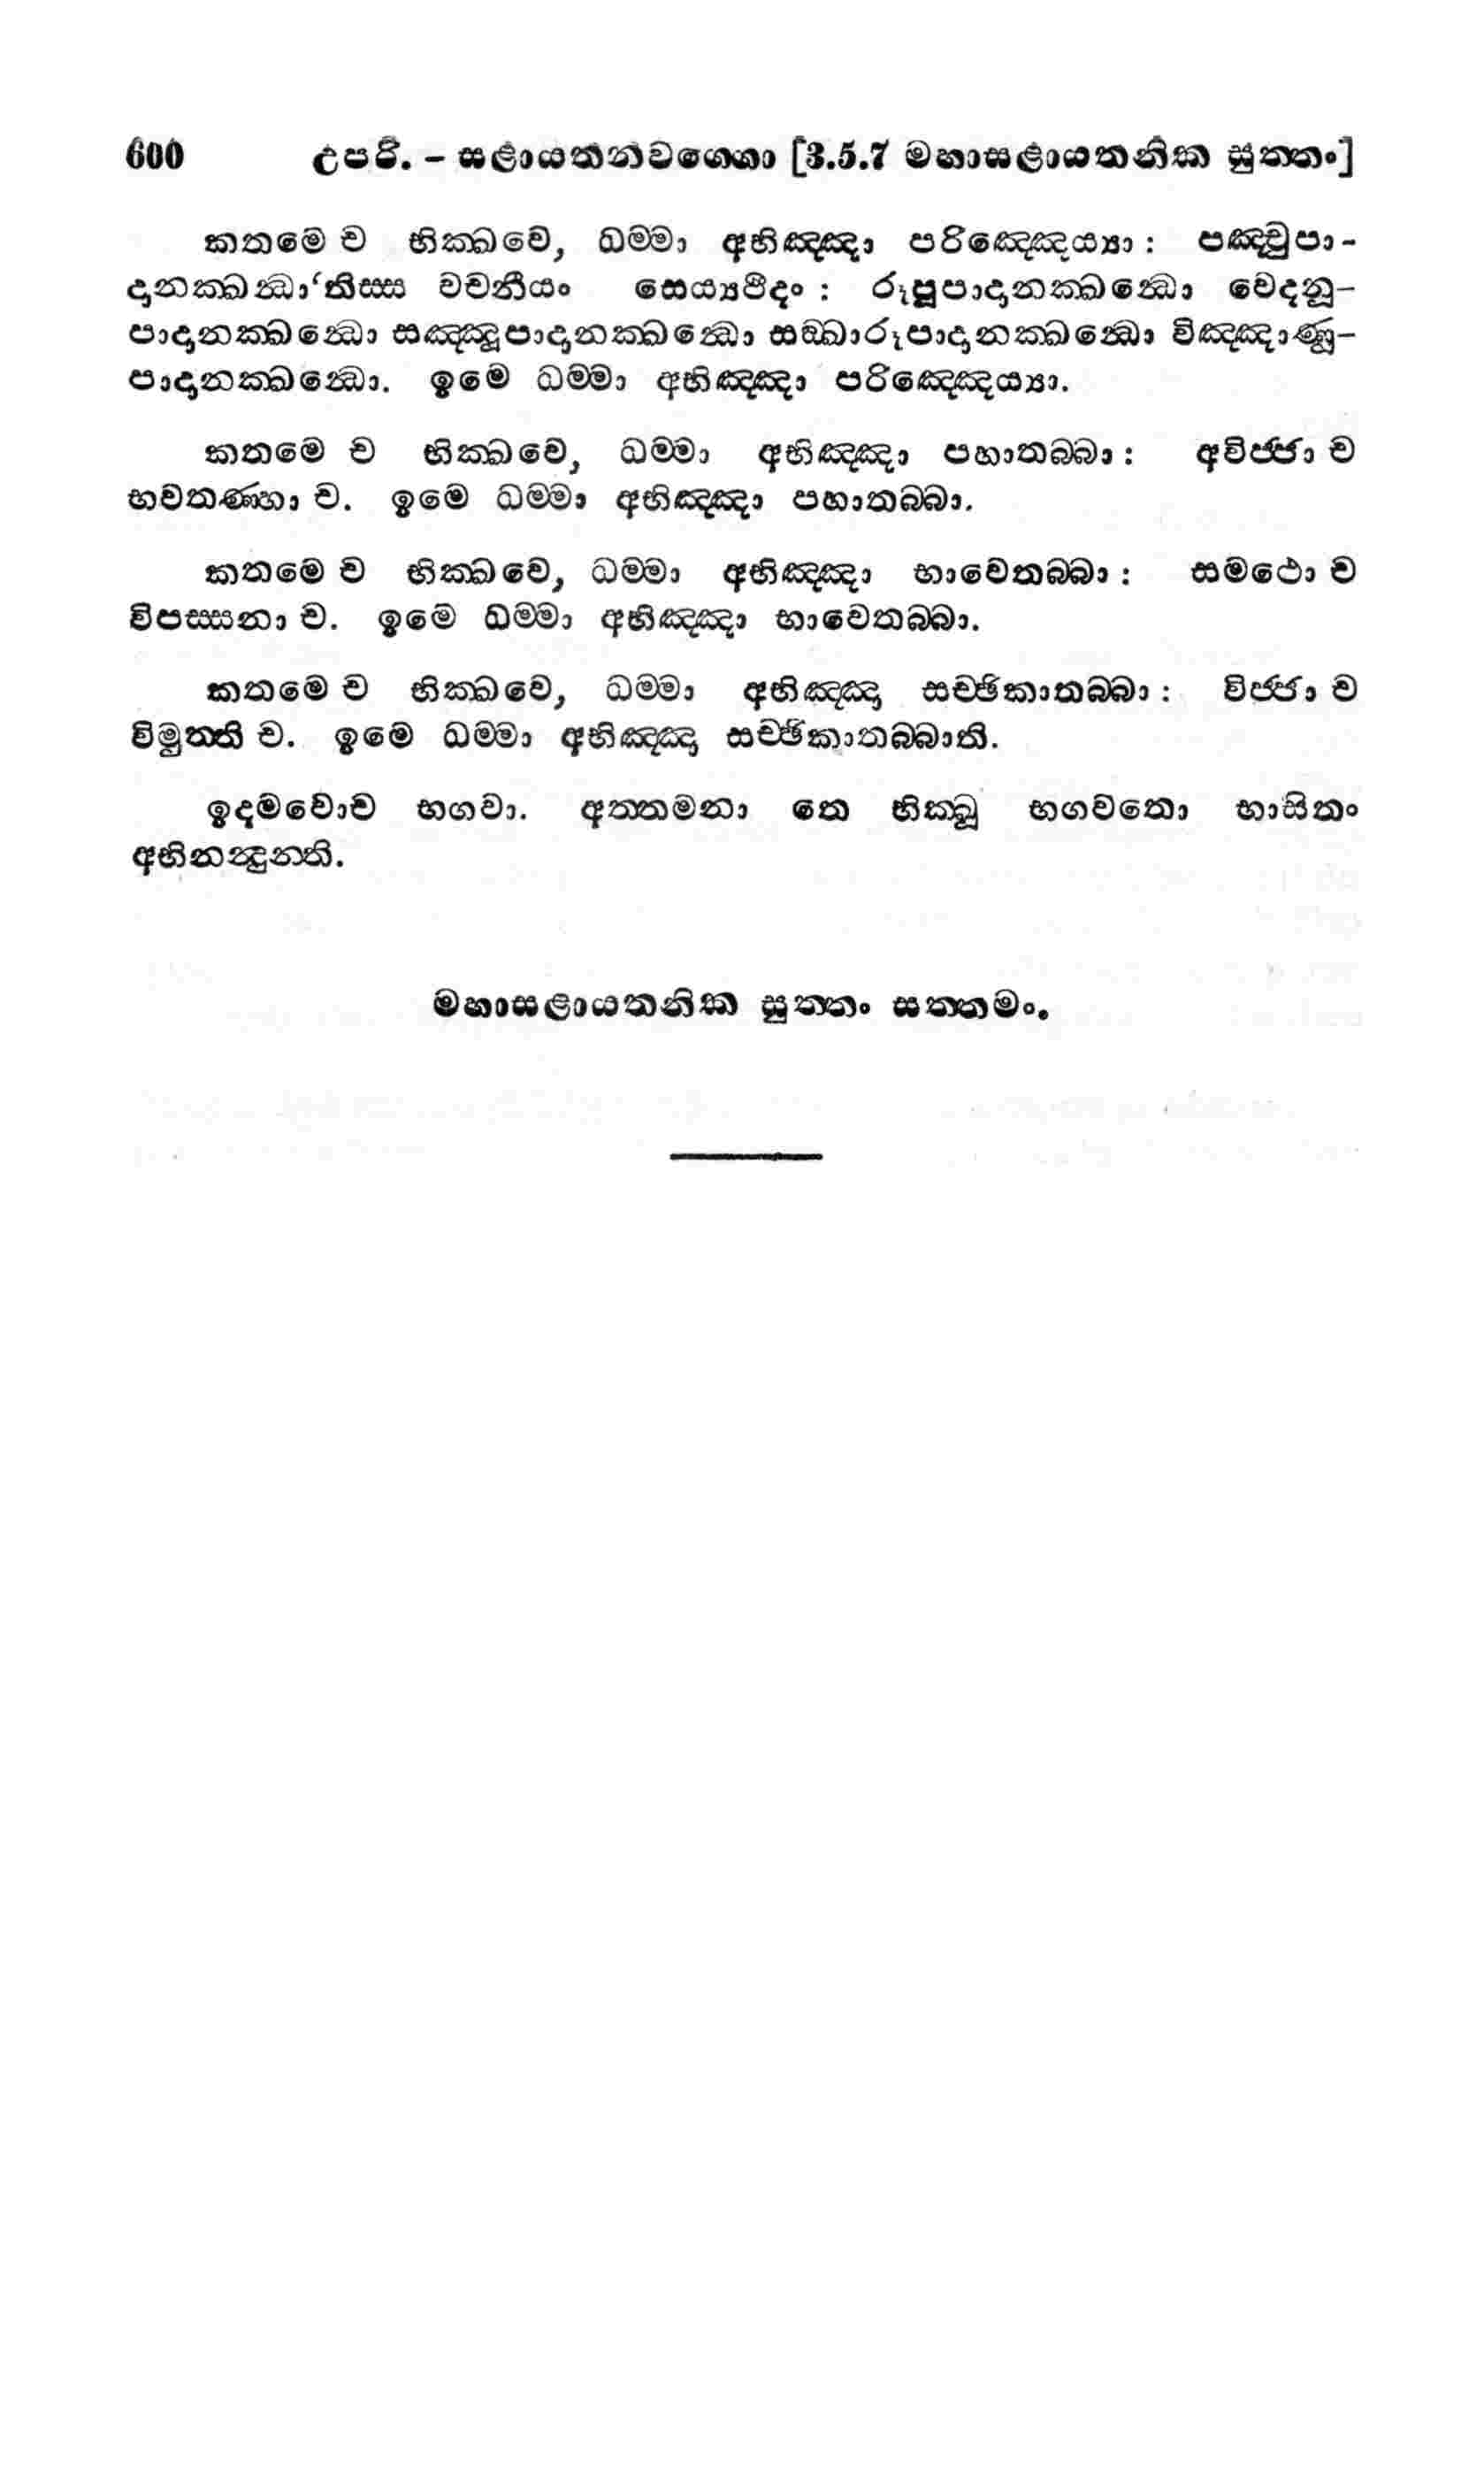 600 උපරි. – සළායතනවග්ගො [3.5.7 මහාසළායතනික සුත්තං]
කතමෙ ච භික්ඛවෙ, ධම්මා අභිඤ්ඤා පරිඤ්ඤෙය්‍යා : පඤ්චුපා-
දානක්ඛන්ධා‘තිස්ස වචනීයං සෙය්‍යපීදං : රූපූපාදානක්ඛන්ධො වෙදනූ-
පාදානක්ඛන්ධො සඤ්ඤූපාදානක්ඛන්ධො සඞ්ඛාරූපාදානක්ඛන්ධො විඤ්ඤාණූ-
පාදානක්ඛන්ධො. ඉමෙ ධම්මා අභිඤ්ඤා පරිඤ්ඤෙය්‍යා.
කතමෙ ච භික්ඛවෙ, ධම්මා අභිඤ්ඤා පහාතබ්බා : අවිජ්ජා ච
භවතණ්හා ච. ඉමෙ ධම්මා අභිඤ්ඤා පහාතබ්බා.
කතමෙ ච භික්ඛවෙ, ධම්මා අභිඤ්ඤා භාවෙතබ්බා : සමථො ච
විපස්සනා ච. ඉමෙ ධම්මා අභිඤ්ඤා භාවෙතබ්බා.
කතමෙ ච භික්ඛවෙ, ධම්මා අභිඤ්ඤා සච්ඡිකාතබ්බා : විජ්ජා ච
විමුත්ති ච. ඉමෙ ධම්මා අභිඤ්ඤා සච්ඡිකාතබ්බාති.
ඉදමවොච භගවා. අත්තමනා තෙ භික්ඛූ භගවතො භාසිතං
අභිනන්දුන්ති.
මහාසළායතනික සුත්තං සත්තමං.